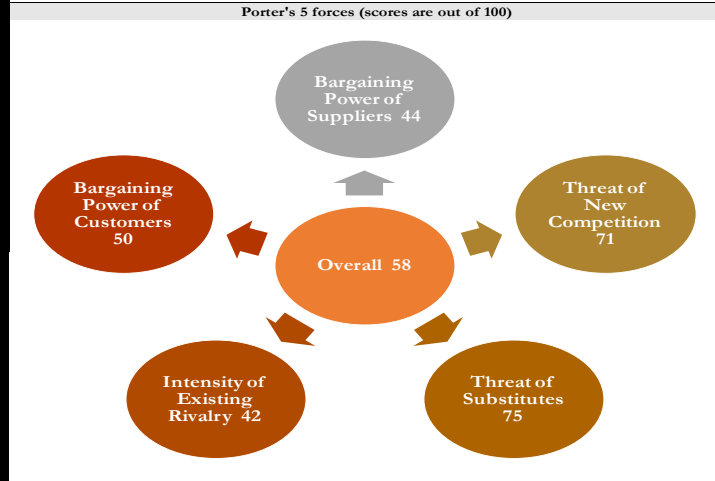 Porter's 5 forces (scores are out of 100)
Bargaining
Power of
Suppliers 44
Bargaining
Power of
Customers
50
Threat of
New
Competition
71
Overall 58
Intensity of
Existing
Rivalry 42
Threat of
Substitutes
75